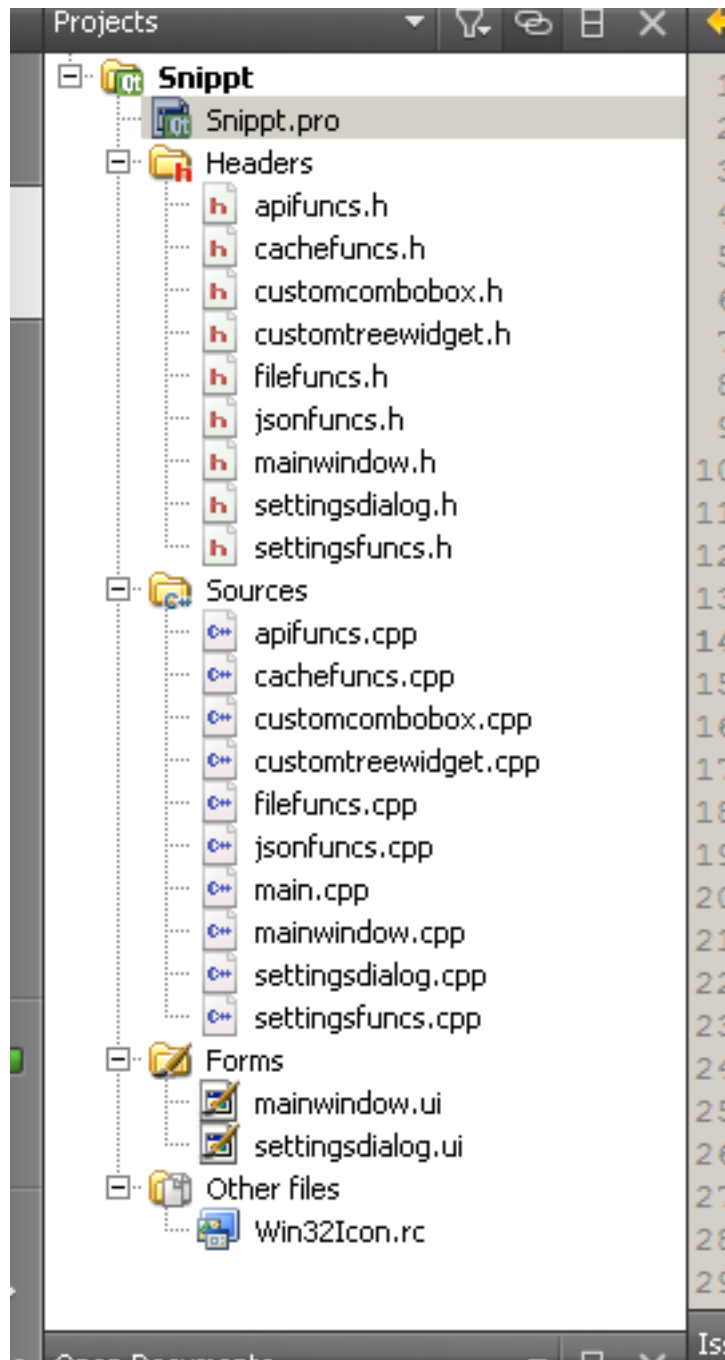 Projects
Snippt
Snippt.pro
Headers
apifuncs.h
cachefuncs.h
customcombobox.h
customtreewidget.h
filefuncs.h
jsonfuncs.h
mainwindow.h
settingsdialog.h
settingsfuncs.h
Sources
apifuncs.cpp
cachefuncs.cpp
customcombobox.cpp
customtreewidget.cpp
filefuncs.cpp
jsonfuncs.cpp
main.cpp
mainwindow.cpp
settingsdialog.cpp
settingsfuncs.cpp
Forms
mainwindow.ui
settingsdialog.ui
Other files
Win32Icon.rc
Open Documents